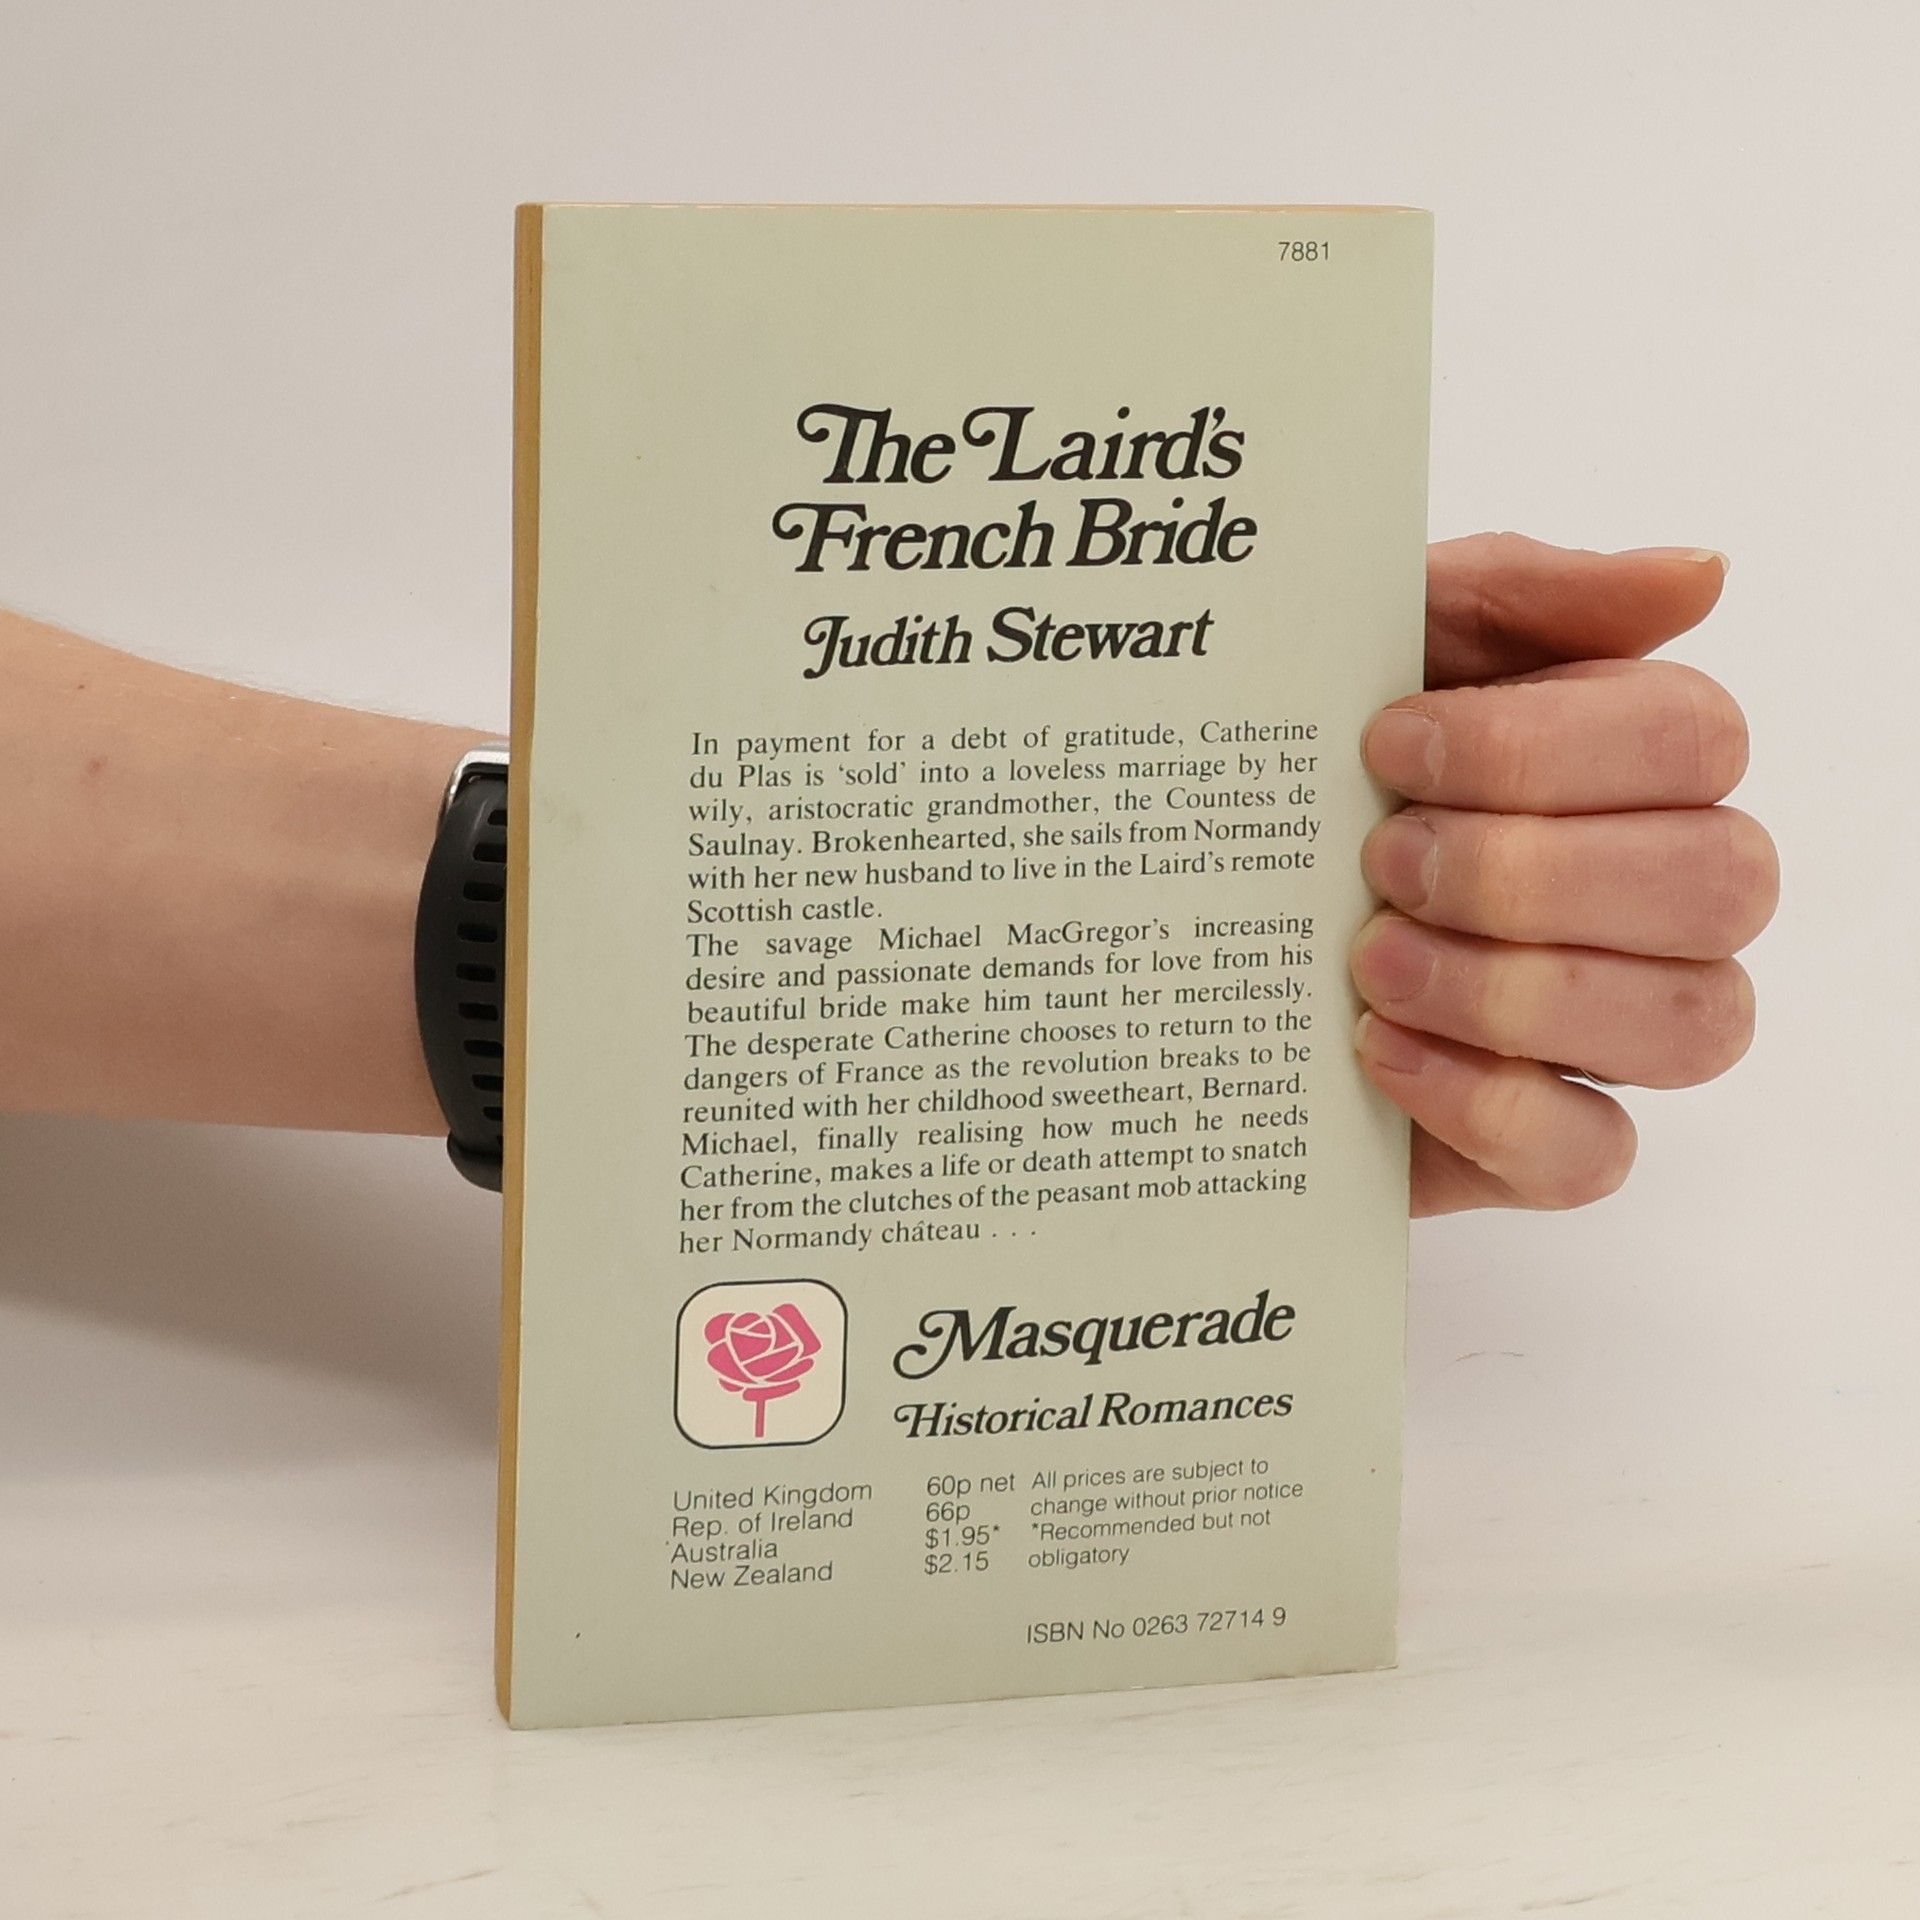 7881
The Laird's
French Bride
Judith Stewart
In payment for a debt of gratitude, Catherine
du Plas is 'sold' into a loveless marriage by her
wily, aristocratic grandmother, the Countess de
Saulnay. Brokenhearted, she sails from Normandy
with her new husband to live in the Laird's remote
Scottish castle.
The savage Michael MacGregor's increasing
desire and passionate demands for love from his
beautiful bride make him taunt her mercilessly.
The desperate Catherine chooses to return to the
dangers of France as the revolution breaks to be
reunited with her childhood sweetheart, Bernard.
Michael, finally realising how much he needs
Catherine, makes a life or death attempt to snatch
her from the clutches of the peasant mob attacking
her Normandy château . . .
Masquerade
Historical Romances
United Kingdom 60p net
Rep. of Ireland 66p
Australia $1.95*
New Zealand $2.15
All prices are subject to
change without prior notice
*Recommended but not
obligatory
ISBN No 0263 72714 9